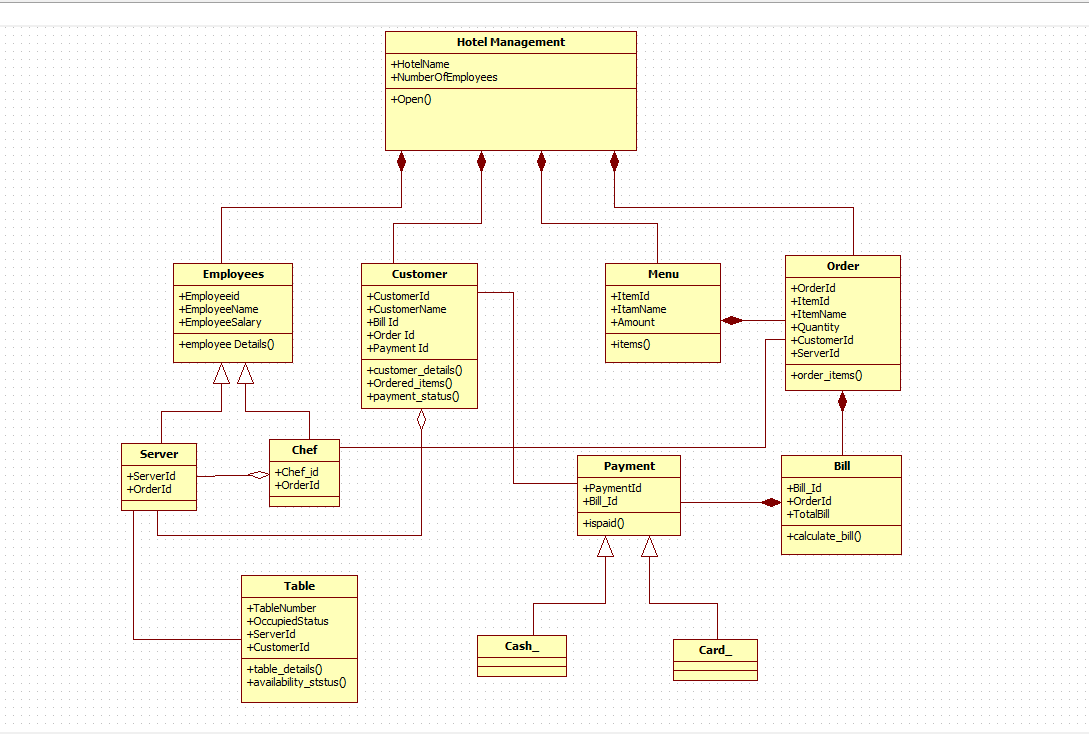 Hotel Management
+HotelName
+NumberOfEmployees
+Open()
Employees
+Employeeid
+EmployeeName
+EmployeeSalary
+employee Details()
Customer
+CustomerId
+CustomerName
+Bill Id
+Order Id
+Payment Id
+customer_details()
+Ordered_items()
+payment_status()
Menu
+ItemId
+ItamName
+Amount
+items()
Order
+OrderId
+ItemId
+ItemName
+Quantity
+CustomerId
+ServerId
+order_items()
Server
+ServerId
+OrderId
Chef
+Chef_id
+OrderId
Payment
+PaymentId
+Bill_Id
+ispaid()
Bill
+Bill_Id
+OrderId
+TotalBill
+calculate_bill()
Table
+TableNumber
+OccupiedStatus
+ServerId
+CustomerId
+table_details()
+availability_ststus()
Cash_
Card_